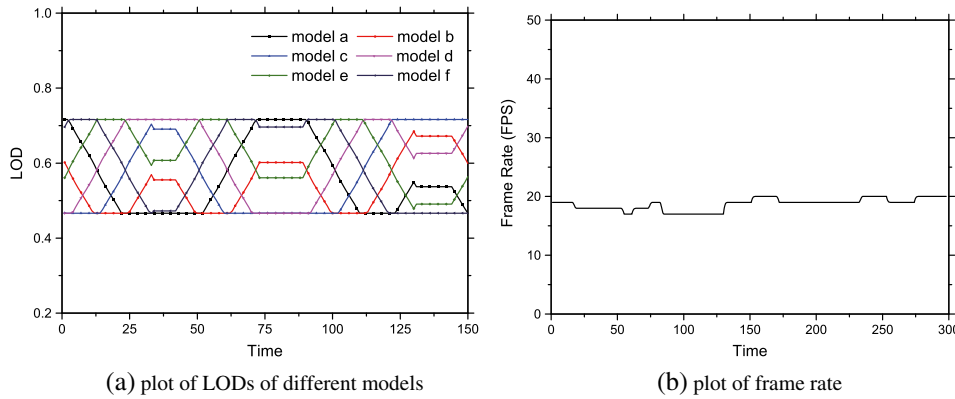 1.0
0.8
0.6
0.4
0.2
LOD
model a
model b
model c
model d
model e
model f
0
25
50
75
100
125
150
Time
(a) plot of LODs of different models
50
40
30
20
10
0
Frame Rate (FPS)
0
50
100
150
200
250
300
Time
(b) plot of frame rate